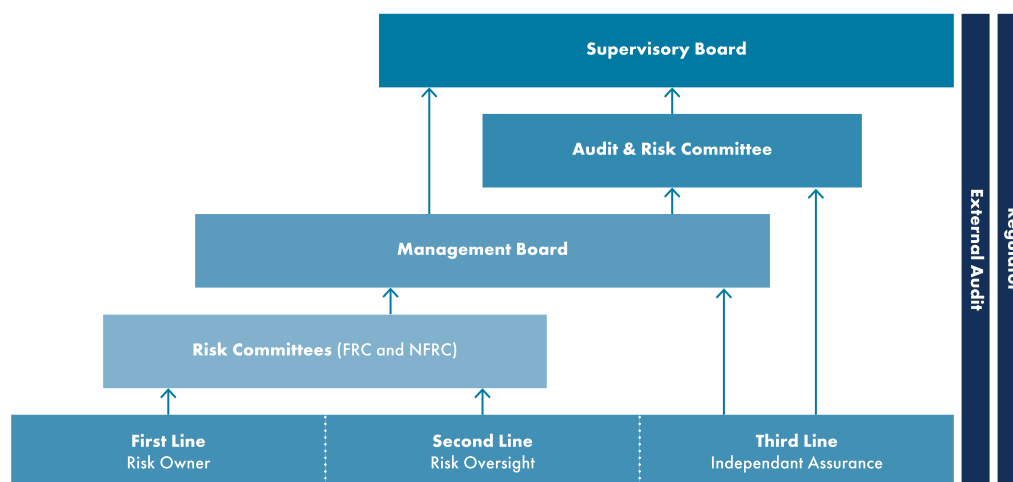 Supervisory Board
Audit & Risk Committee
Management Board
Risk Committees (FRC and NFRC)
First Line
Risk Owner
Second Line
Risk Oversight
Third Line
Independant Assurance
External Audit
Regulator